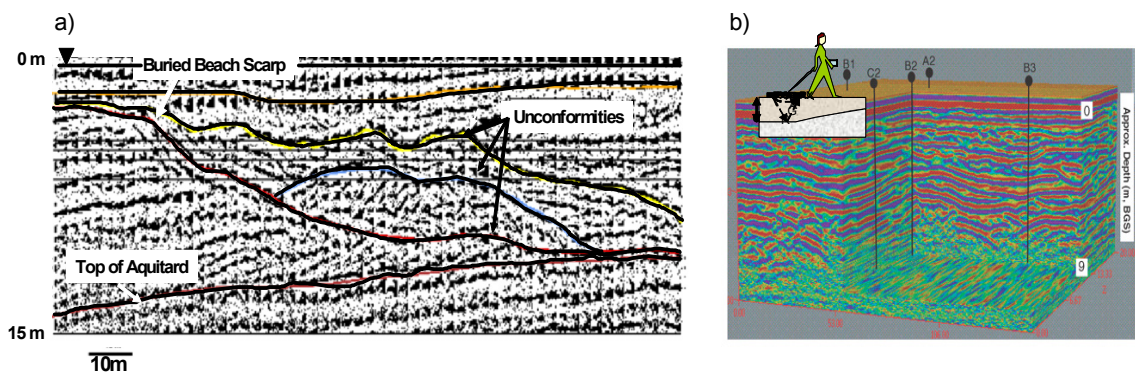 a)
0 m
Buried Beach Scarp
Unconformities
Top of Aquitard
15 m
10m
b)
B1
C2
B2
A2
B3
0
9
Approx. Depth (m, BGS)